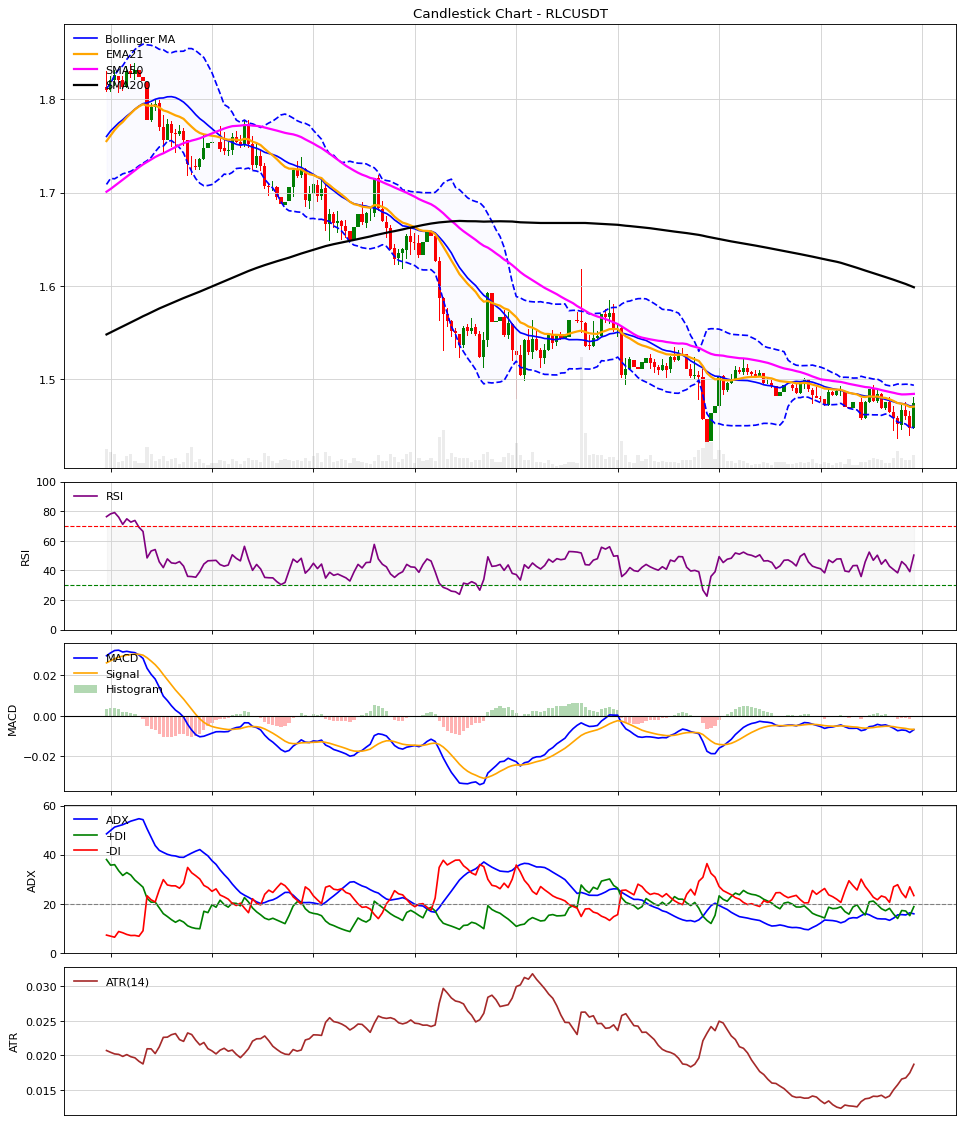 Candlestick Chart - RLCUSDT
Bollinger MA
EMA21
SMA50
SMA200
1.8
1.7
1.6
1.5
RSI
100
80
60
40
20
0
RSI
MACD
Signal
Histogram
0.02
0.00
−0.02
MACD
ADX
+DI
-DI
60
40
20
0
ADX
ATR(14)
0.030
0.025
0.020
0.015
ATR